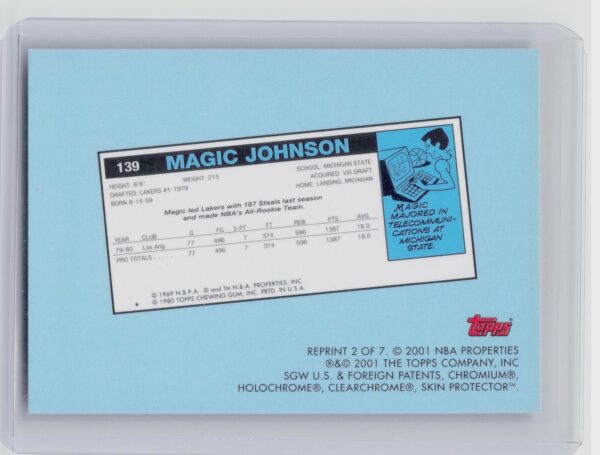 139 MAGIC JOHNSON
HEIGHT: 6'8" WEIGHT: 215 SCHOOL: MICHIGAN STATE
DRAFTED: LAKERS #1-1979 ACQUIRED: VIA DRAFT
BORN 8-14-59 HOME: LANSING, MICHIGAN
Magic led Lakers with 187 Steals last season
and made NBA's All-Rookie Team.
YEAR CLUB G FG 3-PT FT REB PTS AVG
79-80 Los Ang. 77 496 7 374 596 1387 18.0
PRO TOTALS 77 496 7 374 596 1387 18.0
© 1969 N.B.P.A. © and TM N.B.A. PROPERTIES, INC.
* © 1980 TOPPS CHEWING GUM, INC. PRTD. IN U.S.A.
MAGIC
MAJORED IN
TELECOMMUNI-
CATIONS AT
MICHIGAN
STATE.
TOPPS
REPRINT 2 OF 7. © 2001 NBA PROPERTIES
®&© 2001 THE TOPPS COMPANY, INC
SGW U.S. & FOREIGN PATENTS, CHROMIUM®,
HOLOCHROME®, CLEARCHROME®, SKIN PROTECTOR™.